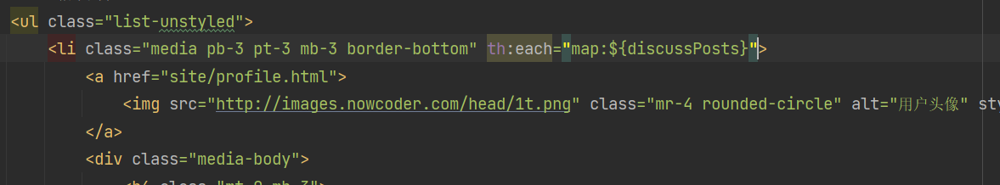 <ul class="list-unstyled">
<li class="media pb-3 pt-3 mb-3 border-bottom" th:each="map:${discussPosts}">
<a href="site/profile.html">
<img src="http://images.nowcoder.com/head/1t.png" class="mr-4 rounded-circle" alt="用户头像" sty
</a>
<div class="media-body">
<h6 class="mt-0 mb-3">